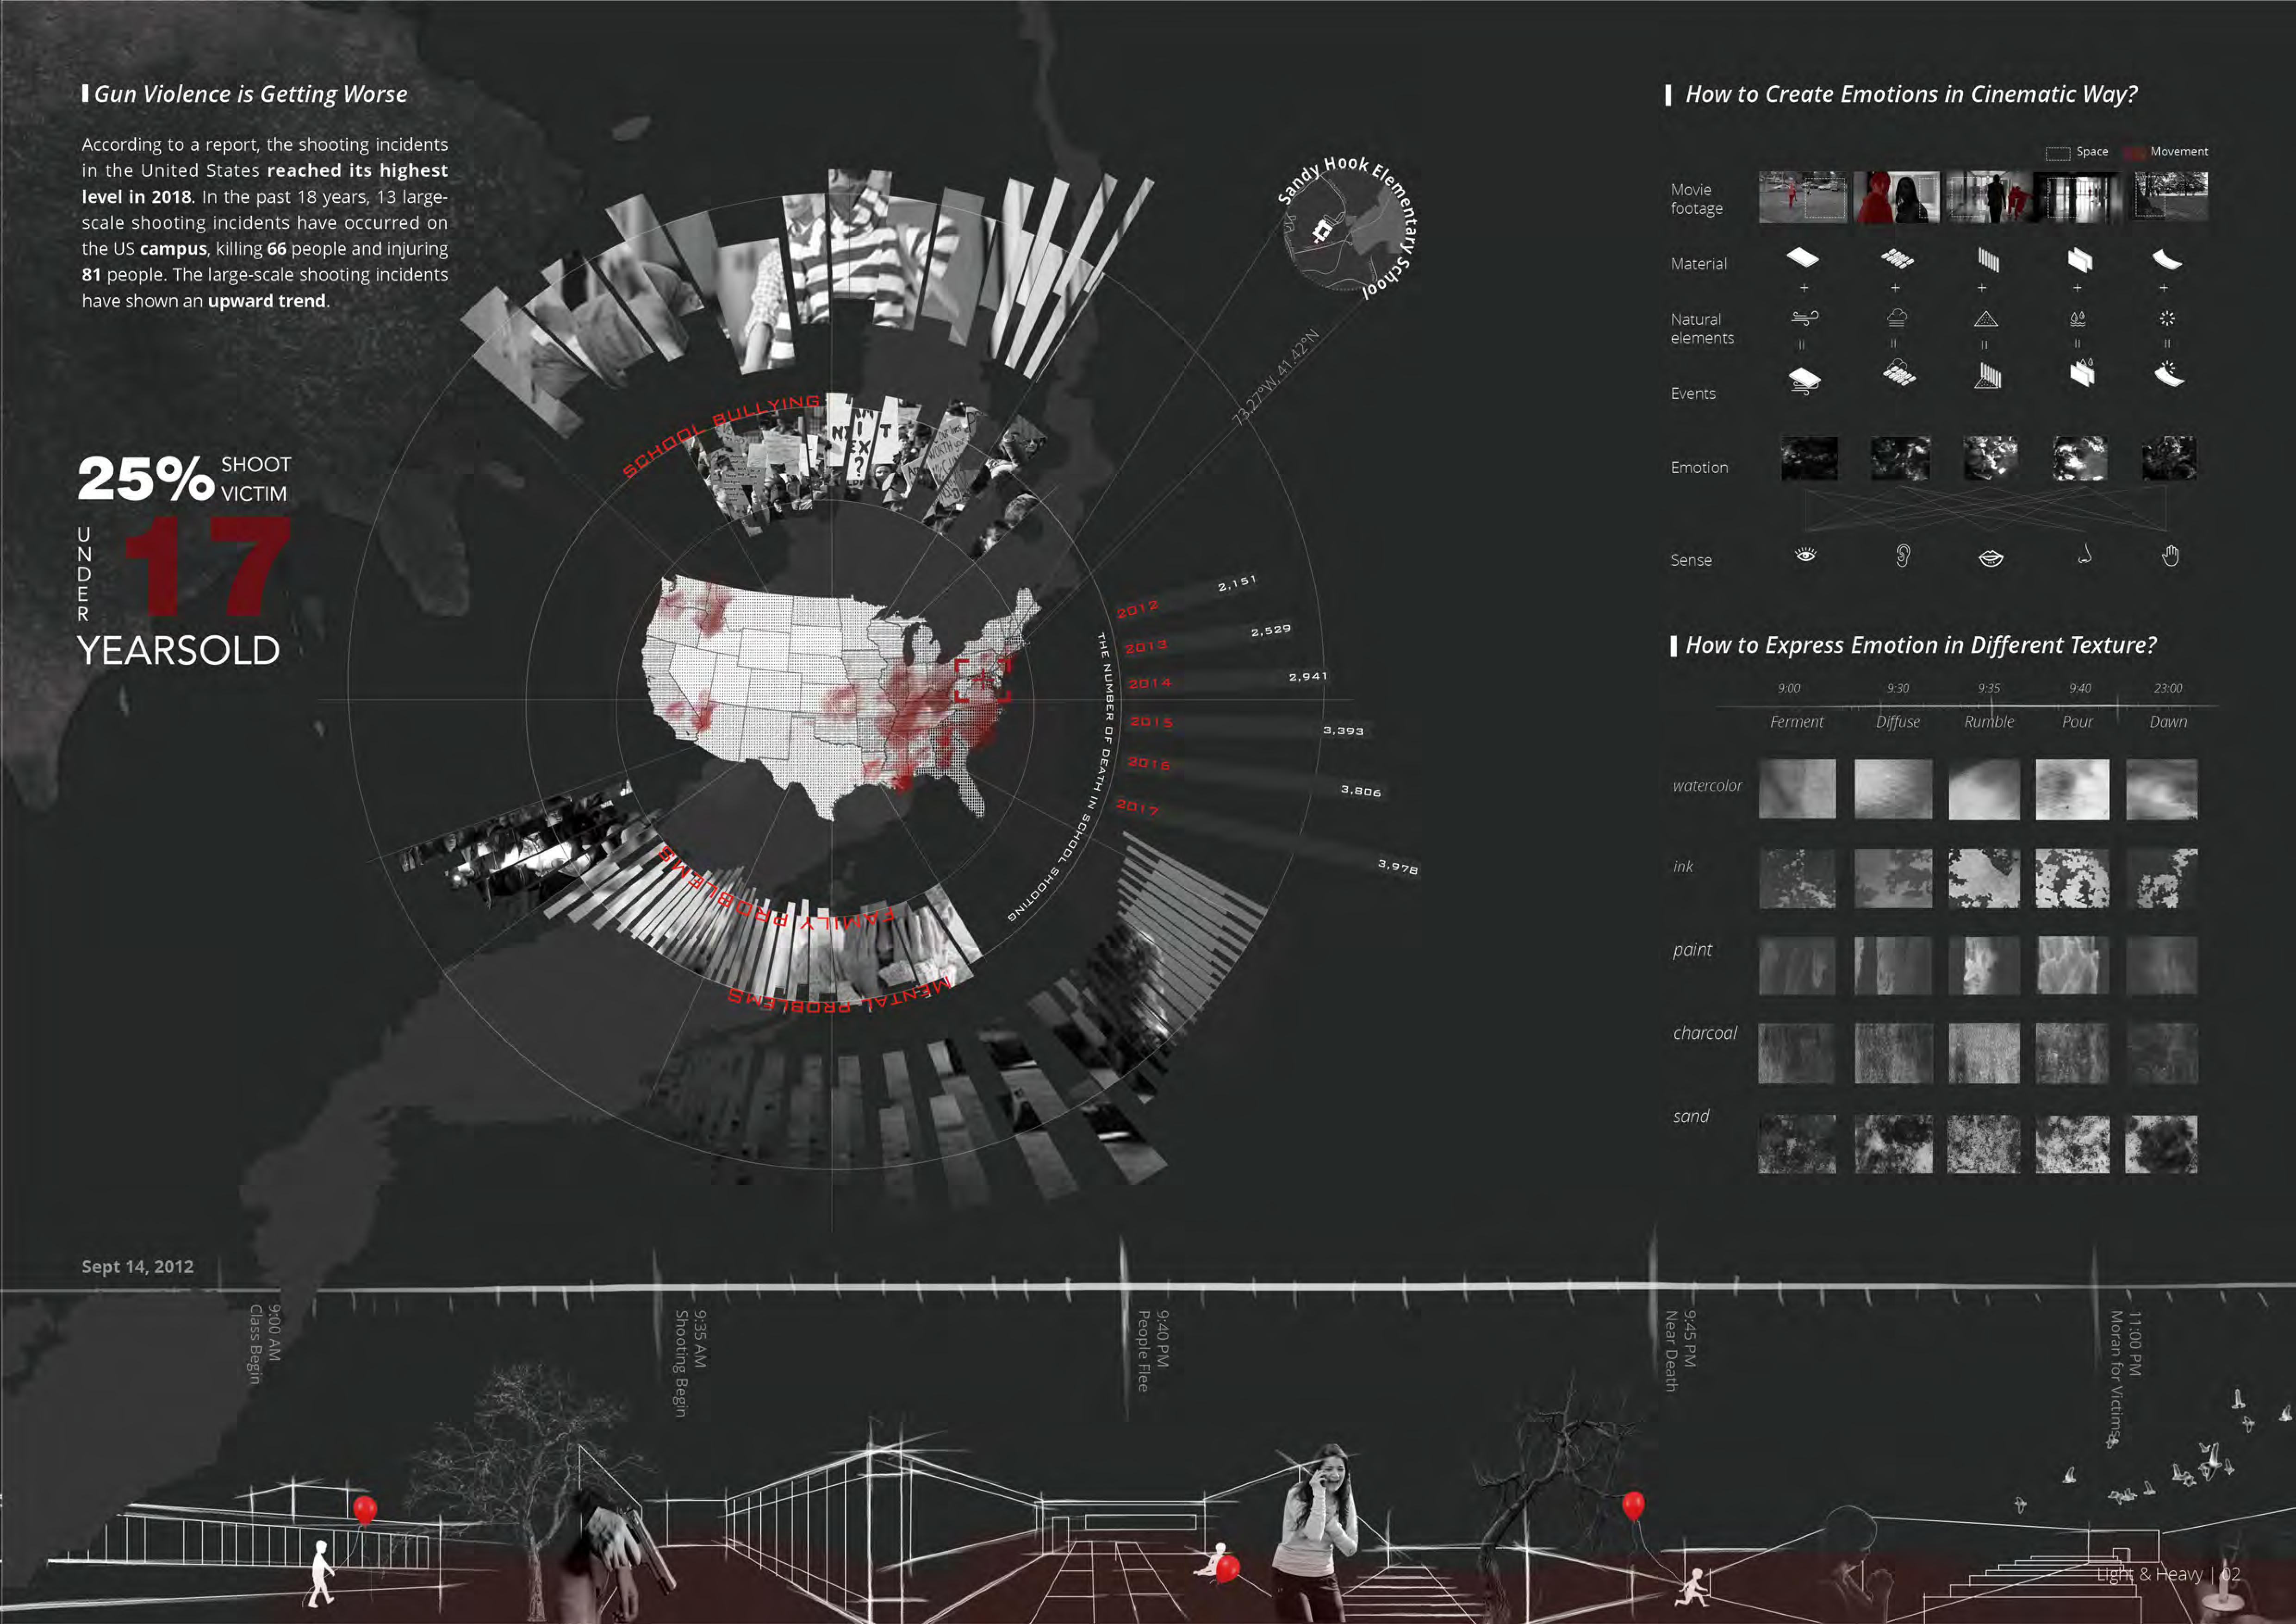 Gun Violence is Getting Worse
According to a report, the shooting incidents
in the United States reached its highest
level in 2018. In the past 18 years, 13 large-
scale shooting incidents have occurred on
the US campus, killing 66 people and injuring
81 people. The large-scale shooting incidents
have shown an upward trend.
25% SHOOT
VICTIM
UNDER
17
YEARSOLD
SCHOOL BULLYING
NEXT?
Sandy Hook Elementary School
73.27°W, 41.42°N
2012 2,151
2013 2,529
2014 2,941
2015 3,393
2016 3,806
2017 3,978
THE NUMBER OF DEATH IN SCHOOL SHOOTING
FAMILY PROBLEMS
MENTAL PROBLEMS
How to Create Emotions in Cinematic Way?
Space Movement
Movie
footage
Material
Natural
elements
Events
Emotion
Sense
How to Express Emotion in Different Texture?
9:00 9:30 9:35 9:40 23:00
Ferment Diffuse Rumble Pour Dawn
watercolor
ink
paint
charcoal
sand
Sept 14, 2012
9:00 AM
Class Begin
9:35 AM
Shooting Begin
9:40 PM
People Flee
9:45 PM
Near Death
11:00 PM
Moran for Victims
Light & Heavy | 02